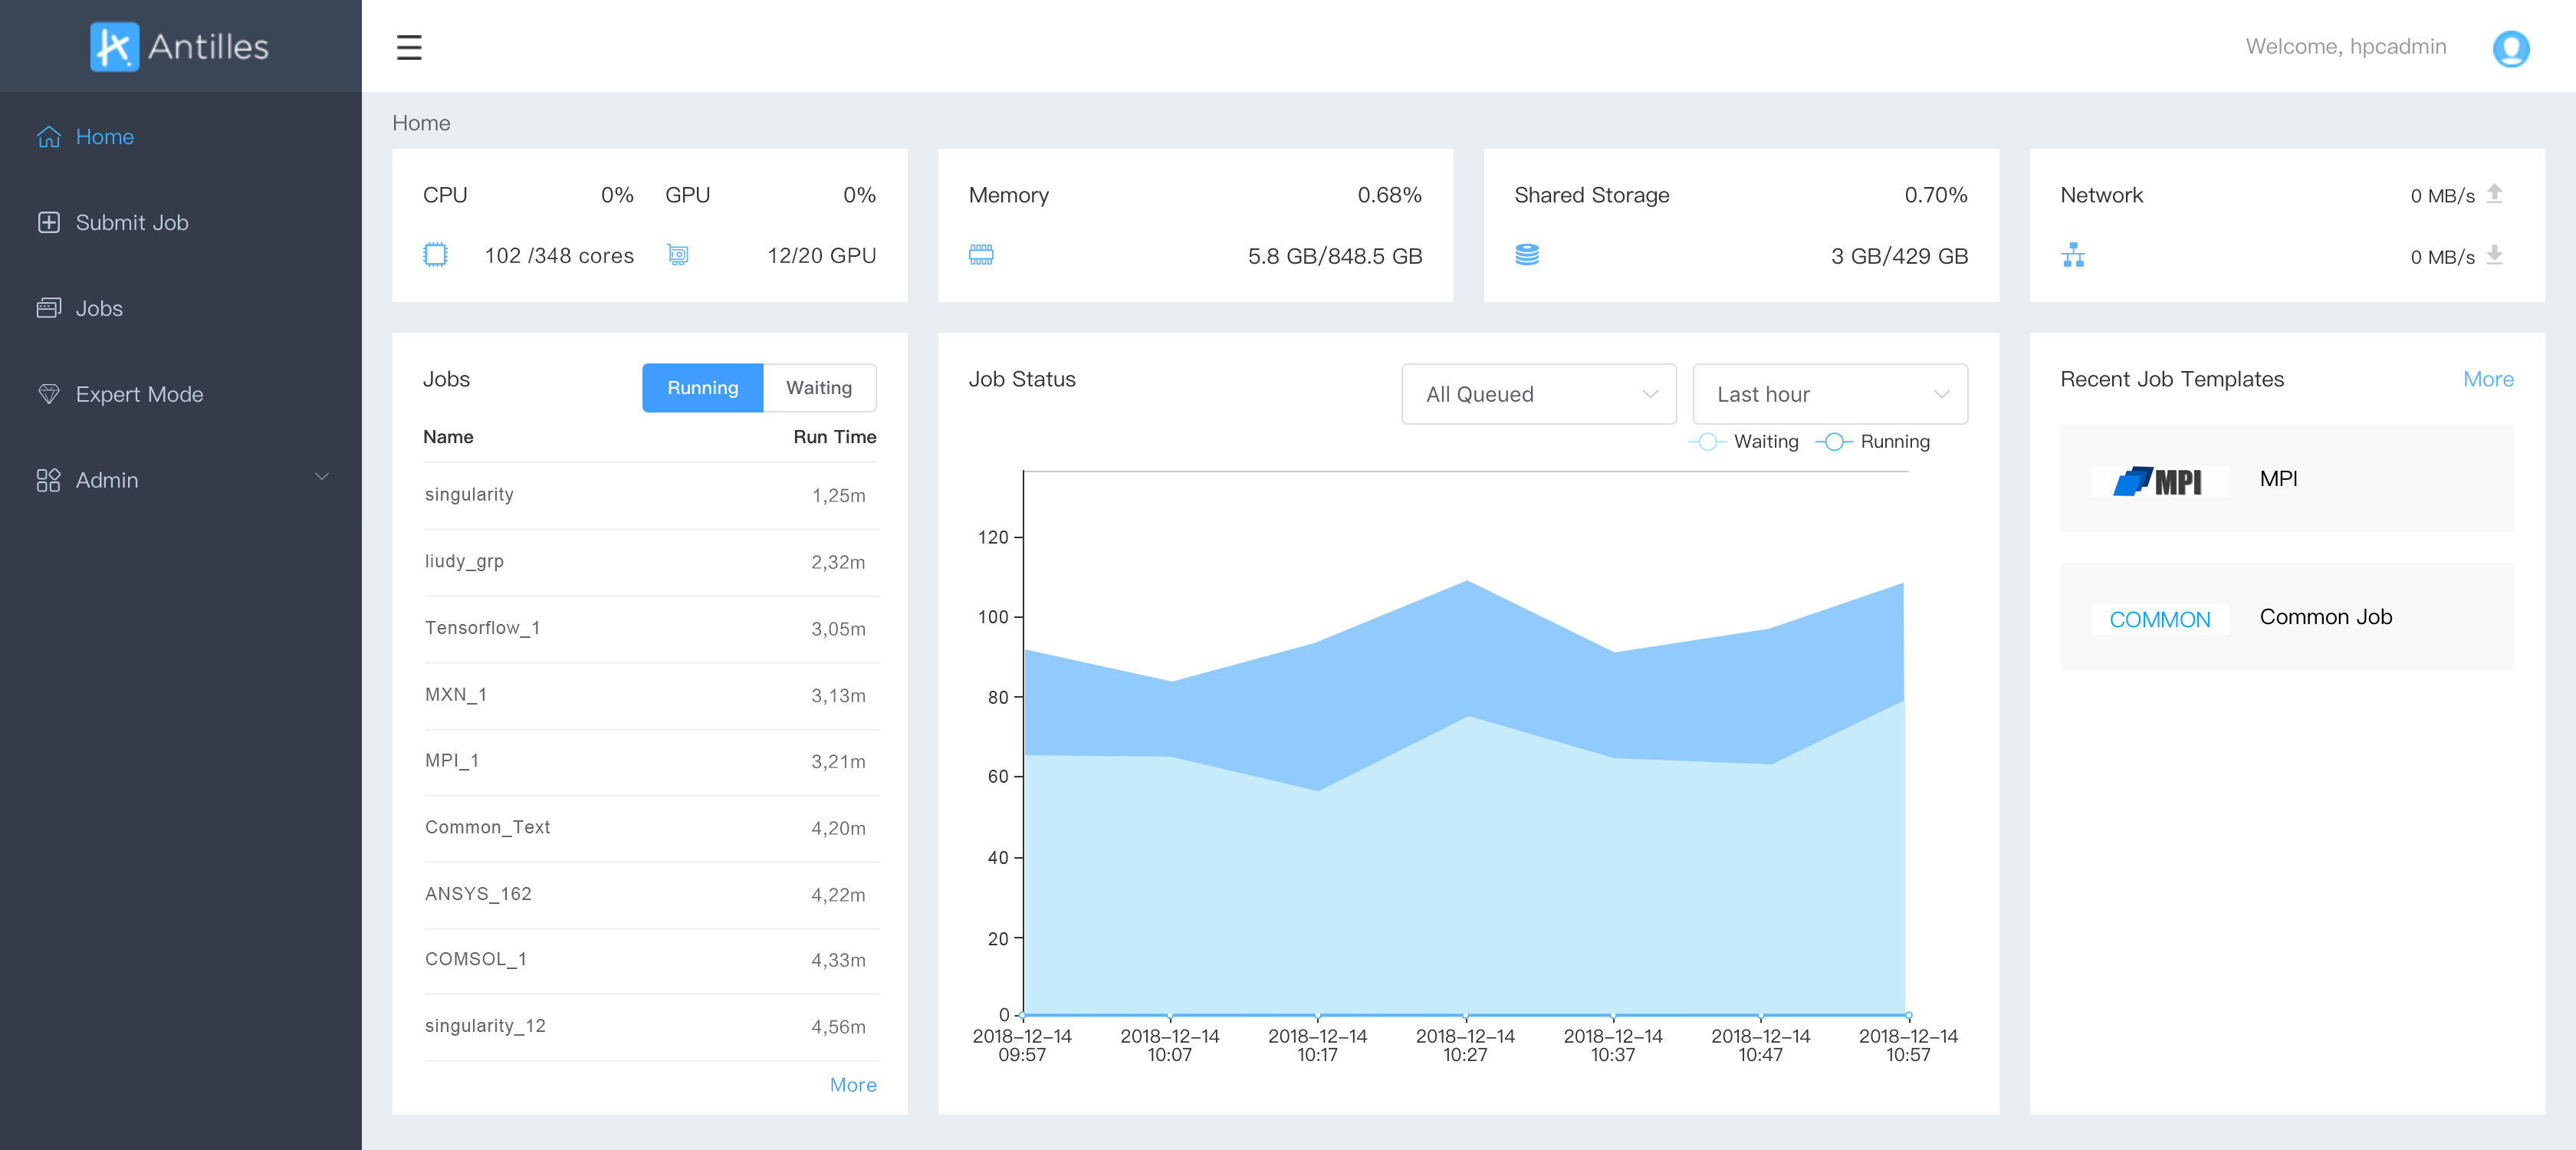 Antilles
Welcome, hpcadmin
Home
Submit Job
Jobs
Expert Mode
Admin
Home
CPU 0% GPU 0%
102 /348 cores 12/20 GPU
Memory 0.68%
5.8 GB/848.5 GB
Shared Storage 0.70%
3 GB/429 GB
Network 0 MB/s
0 MB/s
Jobs Running Waiting
Name Run Time
singularity 1,25m
liudy_grp 2,32m
Tensorflow_1 3,05m
MXN_1 3,13m
MPI_1 3,21m
Common_Text 4,20m
ANSYS_162 4,22m
COMSOL_1 4,33m
singularity_12 4,56m
More
Job Status All Queued Last hour
Waiting Running
120
100
80
60
40
20
0
2018-12-14 2018-12-14 2018-12-14 2018-12-14 2018-12-14 2018-12-14 2018-12-14
09:57 10:07 10:17 10:27 10:37 10:47 10:57
Recent Job Templates More
MPI MPI
COMMON Common Job